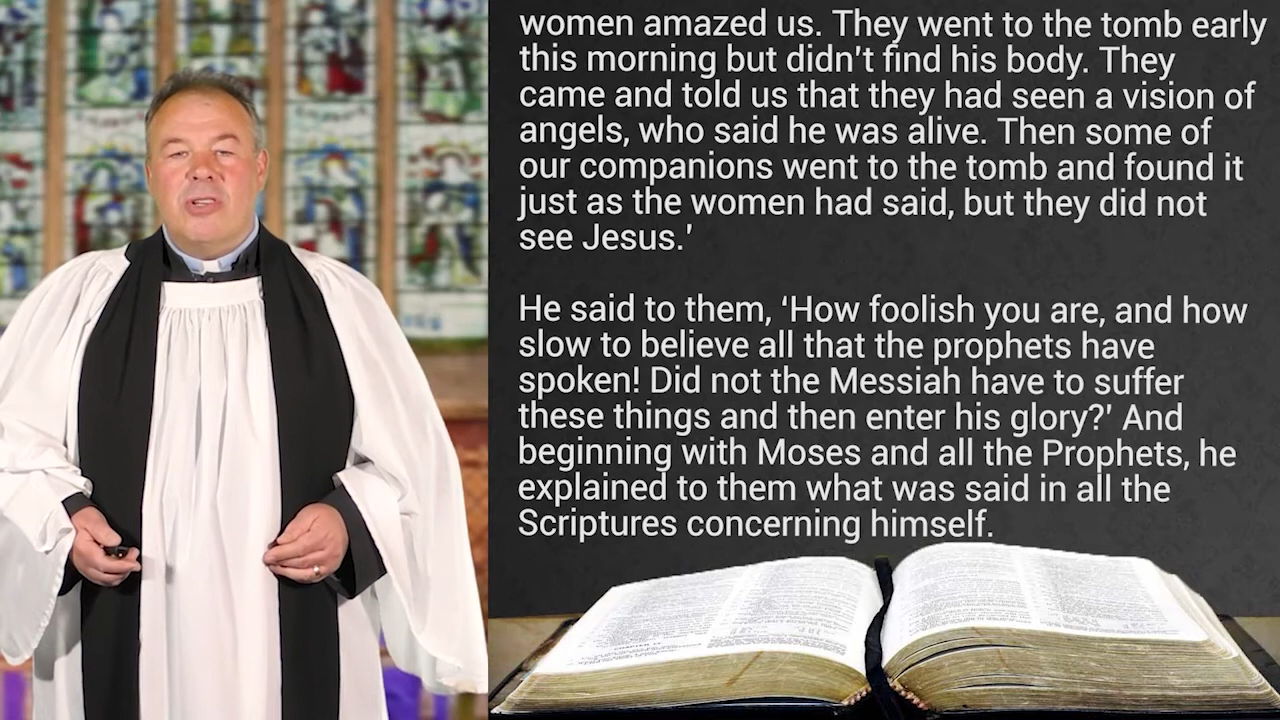 women amazed us. They went to the tomb early
this morning but didn't find his body. They
came and told us that they had seen a vision of
angels, who said he was alive. Then some of
our companions went to the tomb and found it
just as the women had said, but they did not
see Jesus.'
He said to them, ‘How foolish you are, and how
slow to believe all that the prophets have
spoken! Did not the Messiah have to suffer
these things and then enter his glory?' And
beginning with Moses and all the Prophets, he
explained to them what was said in all the
Scriptures concerning himself.